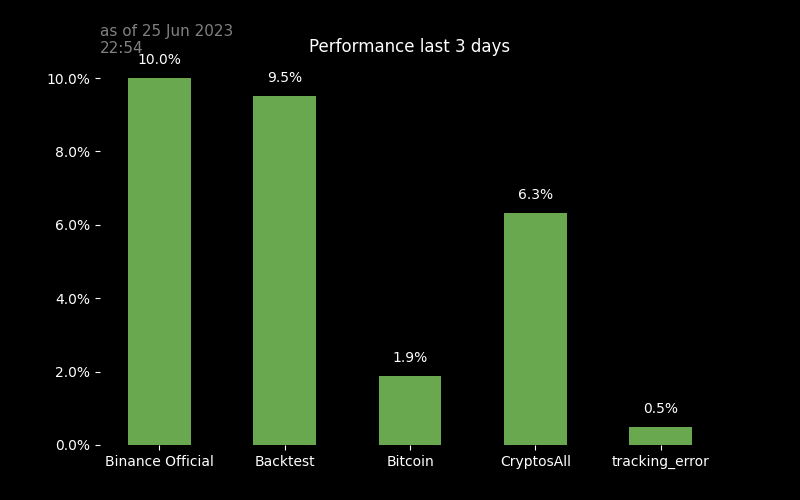 as of 25 Jun 2023
22:54
Performance last 3 days
10.0%
9.5%
1.9%
6.3%
0.5%
10.0%
8.0%
6.0%
4.0%
2.0%
0.0%
Binance Official
Backtest
Bitcoin
CryptosAll
tracking_error